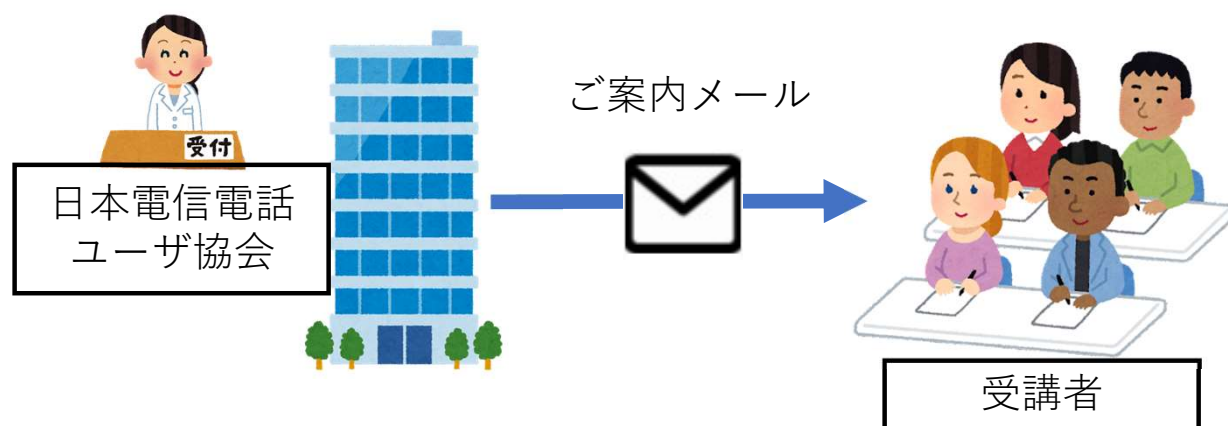 受付
日本電信電話
ユーザ協会
ご案内メール
受講者